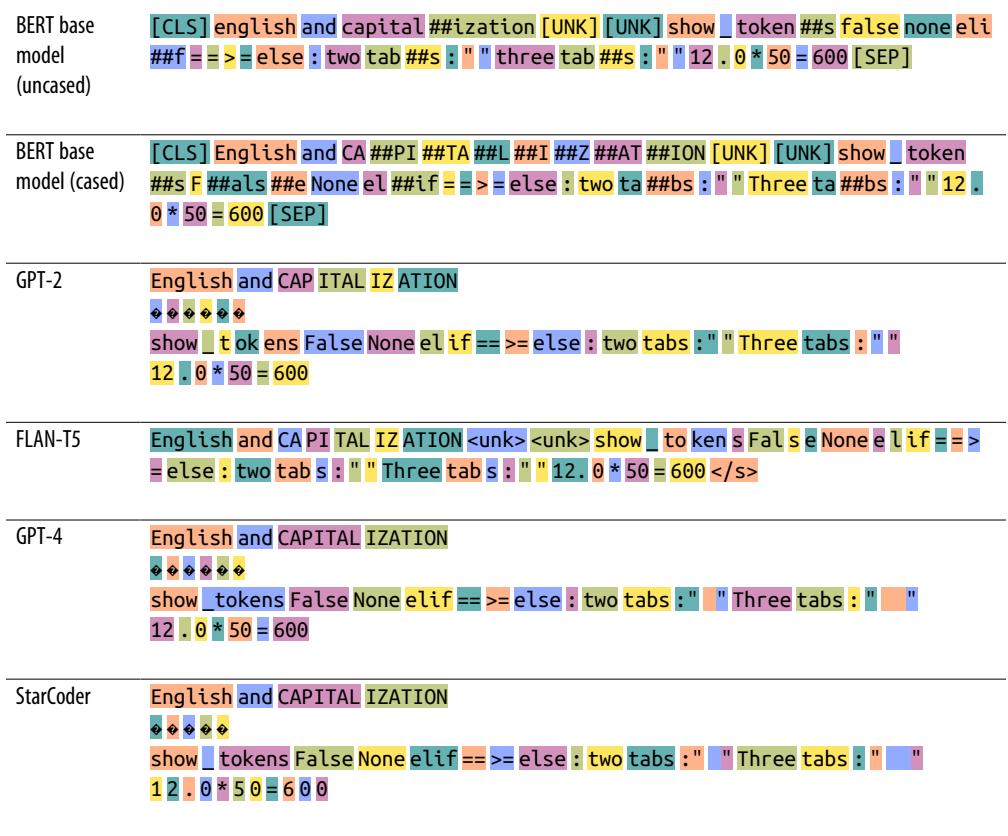 BERT base model (uncased)
[CLS] english and capital ##ization [UNK] [UNK] show _ token ##s false none eli
##f = = > = else : two tab ##s : " " three tab ##s : " " 12 . 0 * 50 = 600 [SEP]
BERT base model (cased)
[CLS] English and CA ##PI ##TA ##L ##I ##Z ##AT ##ION [UNK] [UNK] show _ token
##s F ##als ##e None el ##if = = > = else : two ta ##bs : " " Three ta ##bs : " " 12 .
0 * 50 = 600 [SEP]
GPT-2
English and CAP ITAL IZ ATION
� � � � � �
show _ t ok ens False None el if == >= else : two tabs :" " Three tabs : " "
12 . 0 * 50 = 600
FLAN-T5
English and CA PI TAL IZ ATION <unk> <unk> show _ to ken s Fal s e None e l if = = >
= else : two tab s : " " Three tab s : " " 12. 0 * 50 = 600 </s>
GPT-4
English and CAPITAL IZATION
� � � � � �
show _tokens False None elif == >= else : two tabs :" " Three tabs : " "
12 . 0 * 50 = 600
StarCoder
English and CAPITAL IZATION
� � � � �
show _ tokens False None elif == >= else : two tabs :" " Three tabs : " "
1 2 . 0 * 5 0 = 6 0 0